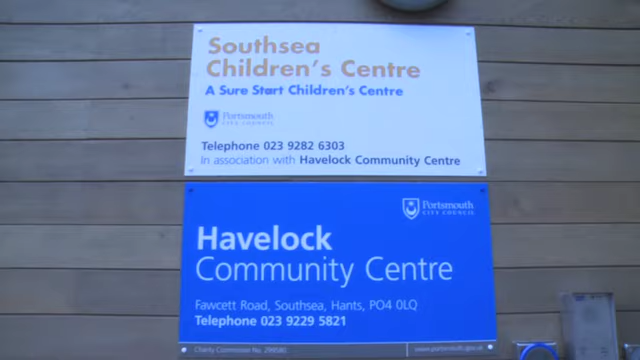 Southsea
Children's Centre
A Sure Start Children's Centre
Portsmouth
CITY COUNCIL
Telephone 023 9282 6303
In association with Havelock Community Centre
Portsmouth
CITY COUNCIL
Havelock
Community Centre
Fawcett Road, Southsea, Hants, PO4 0LQ
Telephone 023 9229 5821
Charity Commission No.
www.portsmouth.gov.uk